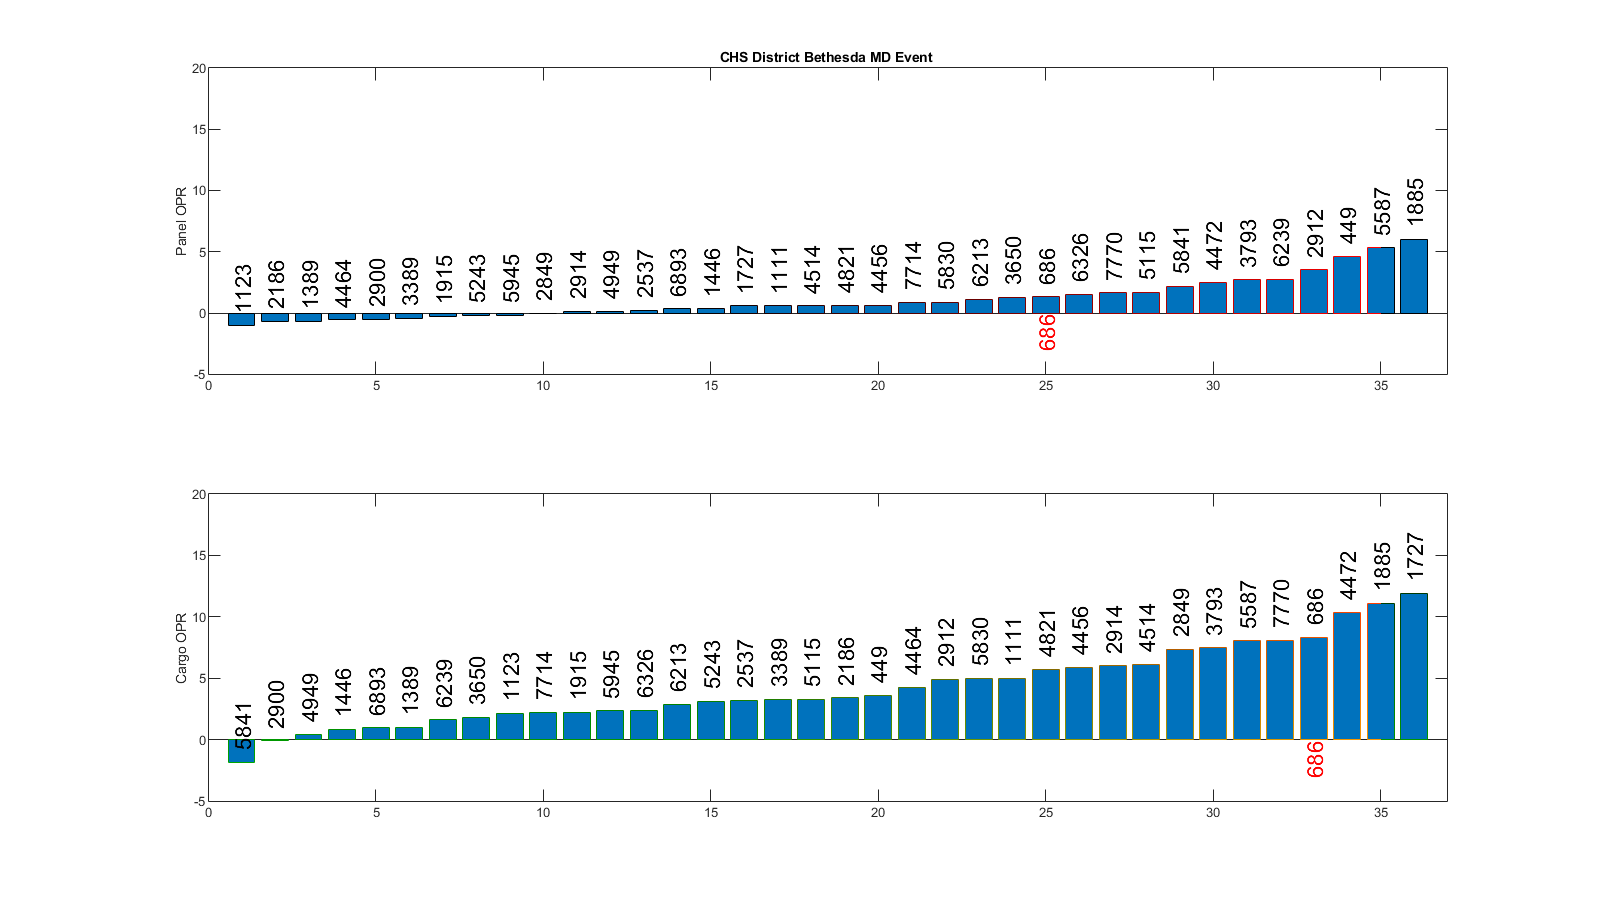 CHS District Bethesda MD Event
Panel OPR
20
15
10
5
0
-5
1123 2186 1389 4464 2900 3389 1915 5243 5945 2849 2914 4949 2537 6893 1446 1727 1111 4514 4821 4456 7714 5830 6213 3650 686 6326 7770 5115 5841 4472 3793 6239 2912 449 5587 1885
686
0 5 10 15 20 25 30 35
Cargo OPR
20
15
10
5
0
-5
5841 2900 4949 1446 6893 1389 6239 3650 1123 7714 1915 5945 6326 6213 5243 2537 3389 5115 2186 449 4464 2912 5830 1111 4821 4456 2914 4514 2849 3793 5587 7770 686 4472 1885 1727
686
0 5 10 15 20 25 30 35